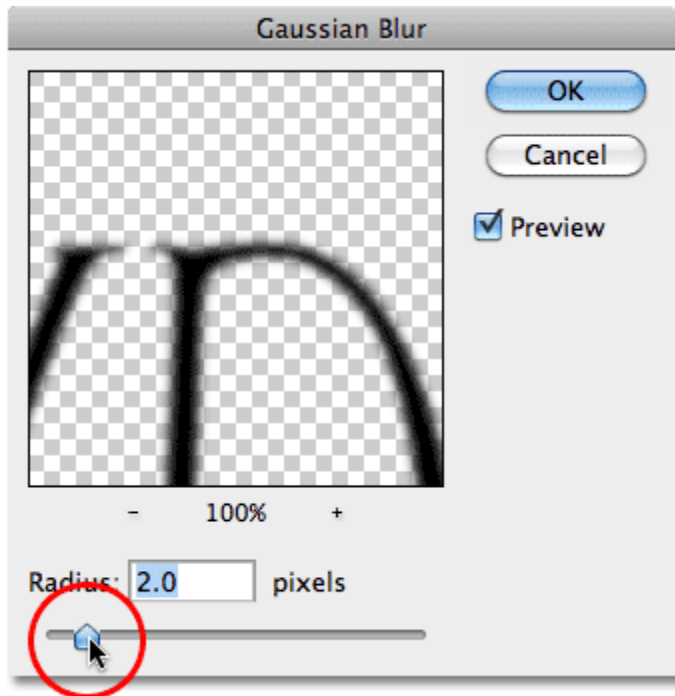 Gaussian Blur
OK
Cancel
Preview
- 100% +
Radius: 2.0 pixels